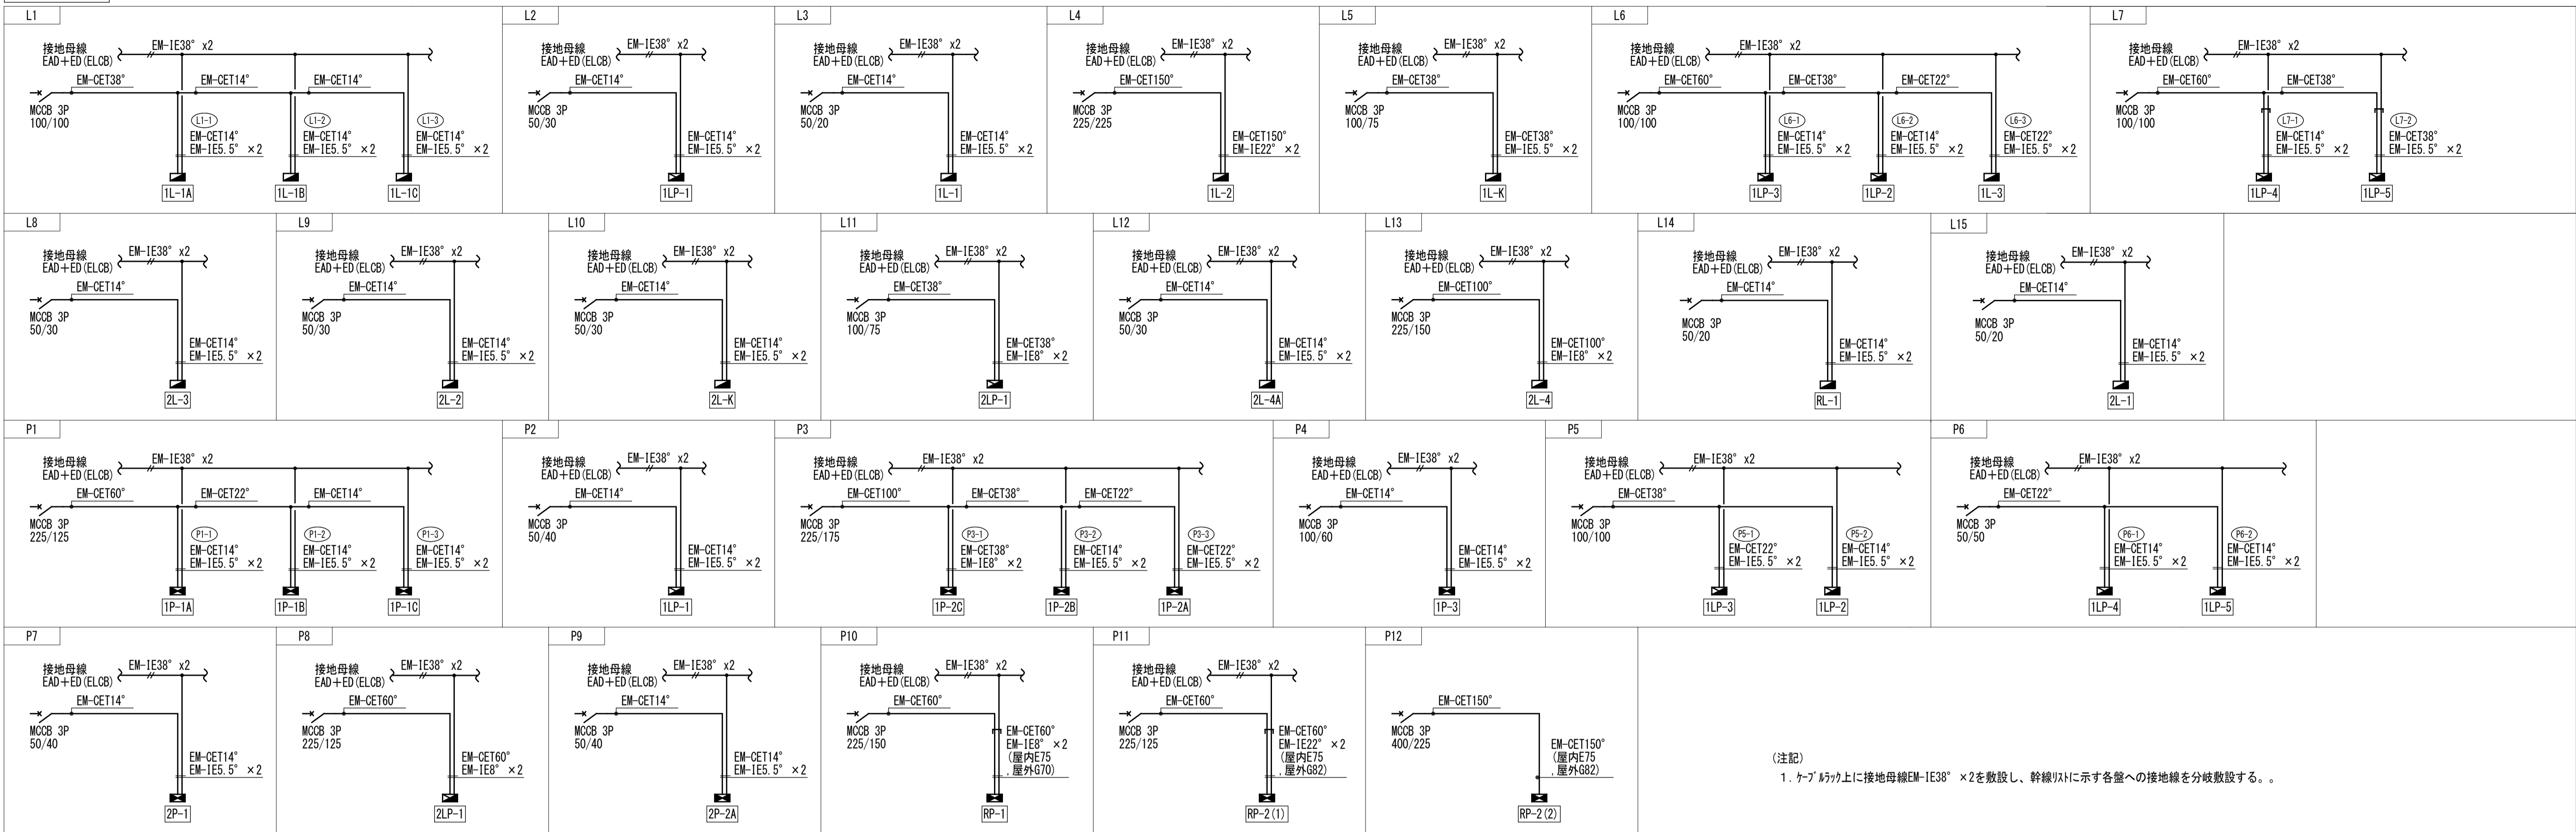 L1
接地母線
EAD+ED(ELCB)
EM-IE38° x2
EM-CET38°
EM-CET14°
EM-CET14°
MCCB 3P
100/100
L1-1
EM-CET14°
EM-IE5.5° ×2
L1-2
EM-CET14°
EM-IE5.5° ×2
L1-3
EM-CET14°
EM-IE5.5° ×2
1L-1A
1L-1B
1L-1C
L2
接地母線
EAD+ED(ELCB)
EM-IE38° x2
EM-CET14°
MCCB 3P
50/30
EM-CET14°
EM-IE5.5° ×2
1LP-1
L3
接地母線
EAD+ED(ELCB)
EM-IE38° x2
EM-CET14°
MCCB 3P
50/20
EM-CET14°
EM-IE5.5° ×2
1L-1
L4
接地母線
EAD+ED(ELCB)
EM-IE38° x2
EM-CET150°
MCCB 3P
225/225
EM-CET150°
EM-IE22° ×2
1L-2
L5
接地母線
EAD+ED(ELCB)
EM-IE38° x2
EM-CET38°
MCCB 3P
100/75
EM-CET38°
EM-IE5.5° ×2
1L-K
L6
接地母線
EAD+ED(ELCB)
EM-IE38° x2
EM-CET60°
EM-CET38°
EM-CET22°
MCCB 3P
100/100
L6-1
EM-CET14°
EM-IE5.5° ×2
L6-2
EM-CET14°
EM-IE5.5° ×2
L6-3
EM-CET22°
EM-IE5.5° ×2
1LP-3
1LP-2
1L-3
L7
接地母線
EAD+ED(ELCB)
EM-IE38° x2
EM-CET60°
EM-CET38°
MCCB 3P
100/100
L7-1
EM-CET14°
EM-IE5.5° ×2
L7-2
EM-CET38°
EM-IE5.5° ×2
1LP-4
1LP-5
L8
接地母線
EAD+ED(ELCB)
EM-IE38° x2
EM-CET14°
MCCB 3P
50/30
EM-CET14°
EM-IE5.5° ×2
2L-3
L9
接地母線
EAD+ED(ELCB)
EM-IE38° x2
EM-CET14°
MCCB 3P
50/30
EM-CET14°
EM-IE5.5° ×2
2L-2
L10
接地母線
EAD+ED(ELCB)
EM-IE38° x2
EM-CET14°
MCCB 3P
50/30
EM-CET14°
EM-IE5.5° ×2
2L-K
L11
接地母線
EAD+ED(ELCB)
EM-IE38° x2
EM-CET38°
MCCB 3P
100/75
EM-CET38°
EM-IE8° ×2
2LP-1
L12
接地母線
EAD+ED(ELCB)
EM-IE38° x2
EM-CET14°
MCCB 3P
50/30
EM-CET14°
EM-IE5.5° ×2
2L-4A
L13
接地母線
EAD+ED(ELCB)
EM-IE38° x2
EM-CET100°
MCCB 3P
225/150
EM-CET100°
EM-IE8° ×2
2L-4
L14
接地母線
EAD+ED(ELCB)
EM-IE38° x2
EM-CET14°
MCCB 3P
50/20
EM-CET14°
EM-IE5.5° ×2
RL-1
L15
接地母線
EAD+ED(ELCB)
EM-IE38° x2
EM-CET14°
MCCB 3P
50/20
EM-CET14°
EM-IE5.5° ×2
2L-1
P1
接地母線
EAD+ED(ELCB)
EM-IE38° x2
EM-CET60°
EM-CET22°
EM-CET14°
MCCB 3P
225/125
P1-1
EM-CET14°
EM-IE5.5° ×2
P1-2
EM-CET14°
EM-IE5.5° ×2
P1-3
EM-CET14°
EM-IE5.5° ×2
1P-1A
1P-1B
1P-1C
P2
接地母線
EAD+ED(ELCB)
EM-IE38° x2
EM-CET14°
MCCB 3P
50/40
EM-CET14°
EM-IE5.5° ×2
1LP-1
P3
接地母線
EAD+ED(ELCB)
EM-IE38° x2
EM-CET100°
EM-CET38°
EM-CET22°
MCCB 3P
225/175
P3-1
EM-CET38°
EM-IE8° ×2
P3-2
EM-CET14°
EM-IE5.5° ×2
P3-3
EM-CET22°
EM-IE5.5° ×2
1P-2C
1P-2B
1P-2A
P4
接地母線
EAD+ED(ELCB)
EM-IE38° x2
EM-CET14°
MCCB 3P
100/60
EM-CET14°
EM-IE5.5° ×2
1P-3
P5
接地母線
EAD+ED(ELCB)
EM-IE38° x2
EM-CET38°
MCCB 3P
100/100
P5-1
EM-CET22°
EM-IE5.5° ×2
P5-2
EM-CET14°
EM-IE5.5° ×2
1LP-3
1LP-2
P6
接地母線
EAD+ED(ELCB)
EM-IE38° x2
EM-CET22°
MCCB 3P
50/50
P6-1
EM-CET14°
EM-IE5.5° ×2
P6-2
EM-CET14°
EM-IE5.5° ×2
1LP-4
1LP-5
P7
接地母線
EAD+ED(ELCB)
EM-IE38° x2
EM-CET14°
MCCB 3P
50/40
EM-CET14°
EM-IE5.5° ×2
2P-1
P8
接地母線
EAD+ED(ELCB)
EM-IE38° x2
EM-CET60°
MCCB 3P
225/125
EM-CET60°
EM-IE8° ×2
2LP-1
P9
接地母線
EAD+ED(ELCB)
EM-IE38° x2
EM-CET14°
MCCB 3P
50/40
EM-CET14°
EM-IE5.5° ×2
2P-2A
P10
接地母線
EAD+ED(ELCB)
EM-IE38° x2
EM-CET60°
MCCB 3P
225/150
EM-CET60°
EM-IE8° ×2
(屋内E75
,屋外G70)
RP-1
P11
接地母線
EAD+ED(ELCB)
EM-IE38° x2
EM-CET60°
MCCB 3P
225/125
EM-CET60°
EM-IE22° ×2
(屋内E75
,屋外G82)
RP-2(1)
P12
EM-CET150°
MCCB 3P
400/225
EM-CET150°
(屋内E75
,屋外G82)
RP-2(2)
(注記)
1. ｹｰﾌﾞﾙﾗｯｸ上に接地母線EM-IE38° ×2を敷設し、幹線ﾘｽﾄに示す各盤への接地線を分岐敷設する。。